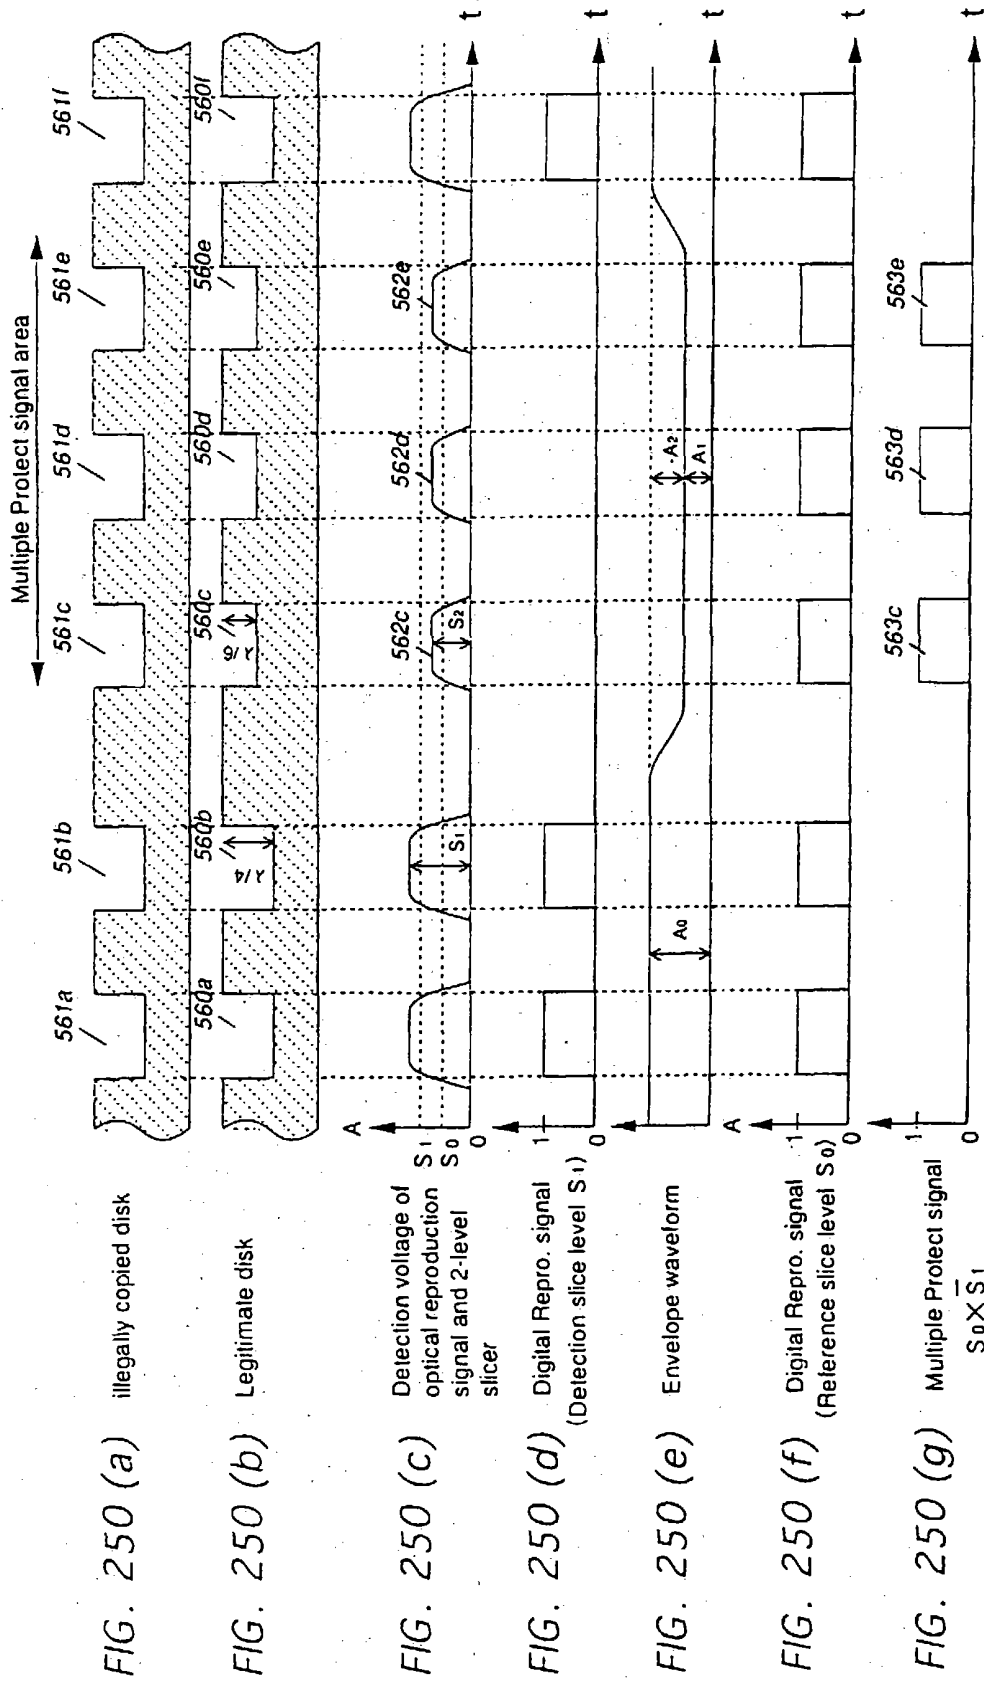 Multiple Protect signal area
FIG. 250 (a)
illegally copied disk
561a
561b
561c
561d
561e
561f
FIG. 250 (b)
Legitimate disk
560a
560b
560c
560d
560e
560f
λ/4
λ/6
FIG. 250 (c)
Detection voltage of
optical reproduction
signal and 2-level
slicer
A
S1
S0
0
S1
562c
S2
562d
562e
t
FIG. 250 (d)
Digital Repro. signal
(Detection slice level S1)
1
0
t
FIG. 250 (e)
Envelope waveform
A0
A2
A1
t
FIG. 250 (f)
Digital Repro. signal
(Reference slice level S0)
A
1
0
t
FIG. 250 (g)
Multiple Protect signal
S0 X S̅1
1
0
563c
563d
563e
t